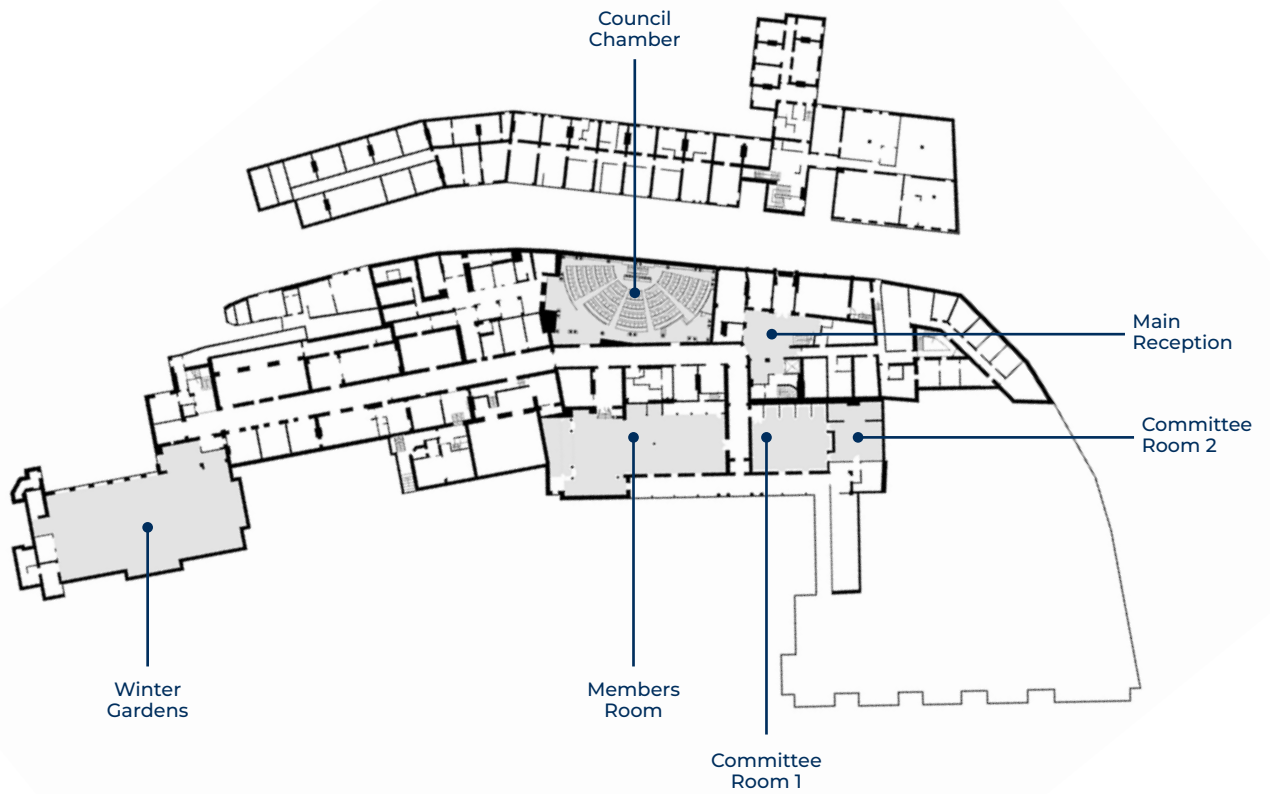 Council
Chamber
Main
Reception
Committee
Room 2
Winter
Gardens
Members
Room
Committee
Room 1